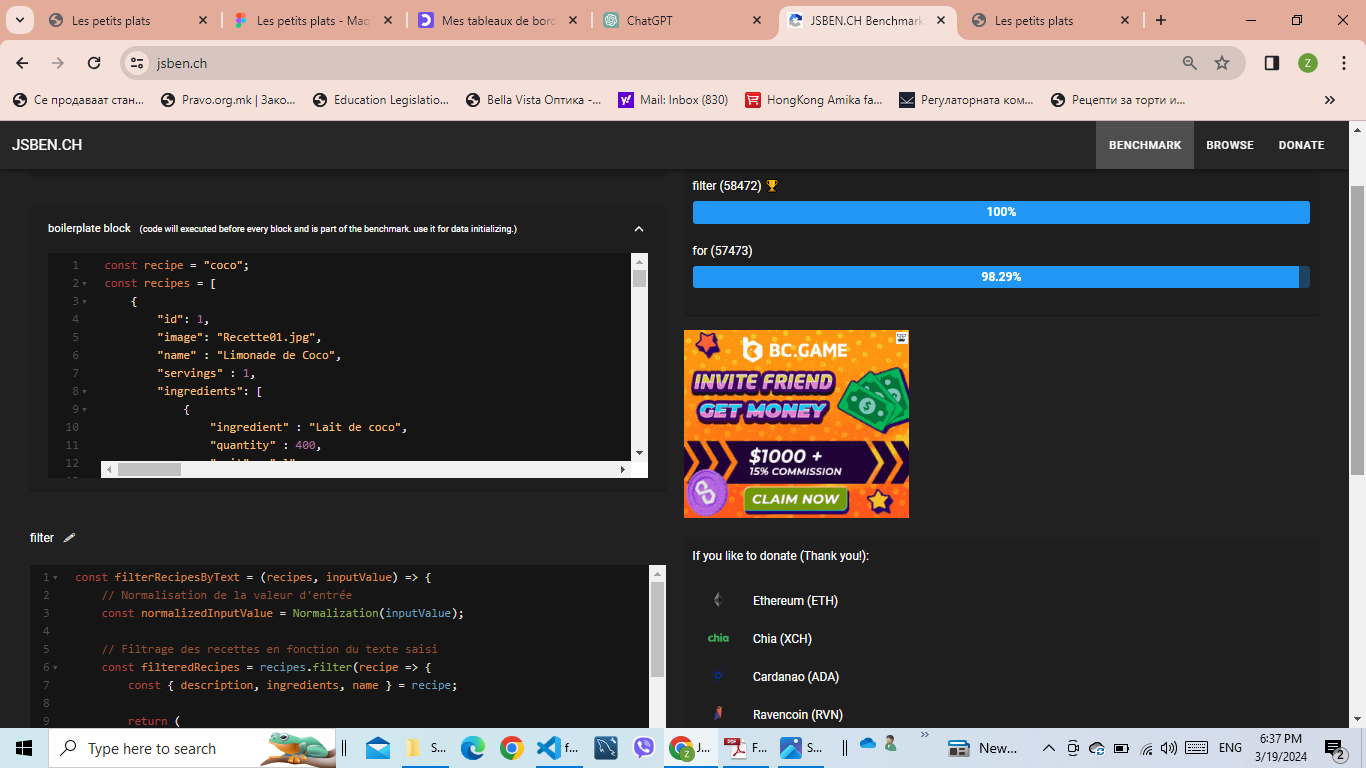 Les petits plats
Les petits plats - Maq
Mes tableaux de bord
ChatGPT
JSBEN.CH Benchmark
Les petits plats
jsben.ch
Z
Се продаваат стан...
Pravo.org.mk | Зако...
Education Legislatio...
Bella Vista Оптика -...
Mail: Inbox (830)
HongKong Amika fa...
Регулаторната ком...
Рецепти за торти и...
JSBEN.CH
BENCHMARK
BROWSE
DONATE
boilerplate block (code will executed before every block and is part of the benchmark. use it for data initializing.)
1 const recipe = "coco";
2 const recipes = [
3 {
4 "id": 1,
5 "image": "Recette01.jpg",
6 "name" : "Limonade de Coco",
7 "servings" : 1,
8 "ingredients": [
9 {
10 "ingredient" : "Lait de coco",
11 "quantity" : 400,
12
filter
1 const filterRecipesByText = (recipes, inputValue) => {
2 // Normalisation de la valeur d'entrée
3 const normalizedInputValue = Normalization(inputValue);
4
5 // Filtrage des recettes en fonction du texte saisi
6 const filteredRecipes = recipes.filter(recipe => {
7 const { description, ingredients, name } = recipe;
8
9 return (
filter (58472)
100%
for (57473)
98.29%
BC.GAME
INVITE FRIEND
GET MONEY
$1000 +
15% COMMISSION
CLAIM NOW
If you like to donate (Thank you!):
Ethereum (ETH)
chia
Chia (XCH)
Cardanao (ADA)
Ravencoin (RVN)
Type here to search
S...
f...
J...
F...
S...
New...
ENG
6:37 PM
3/19/2024
2